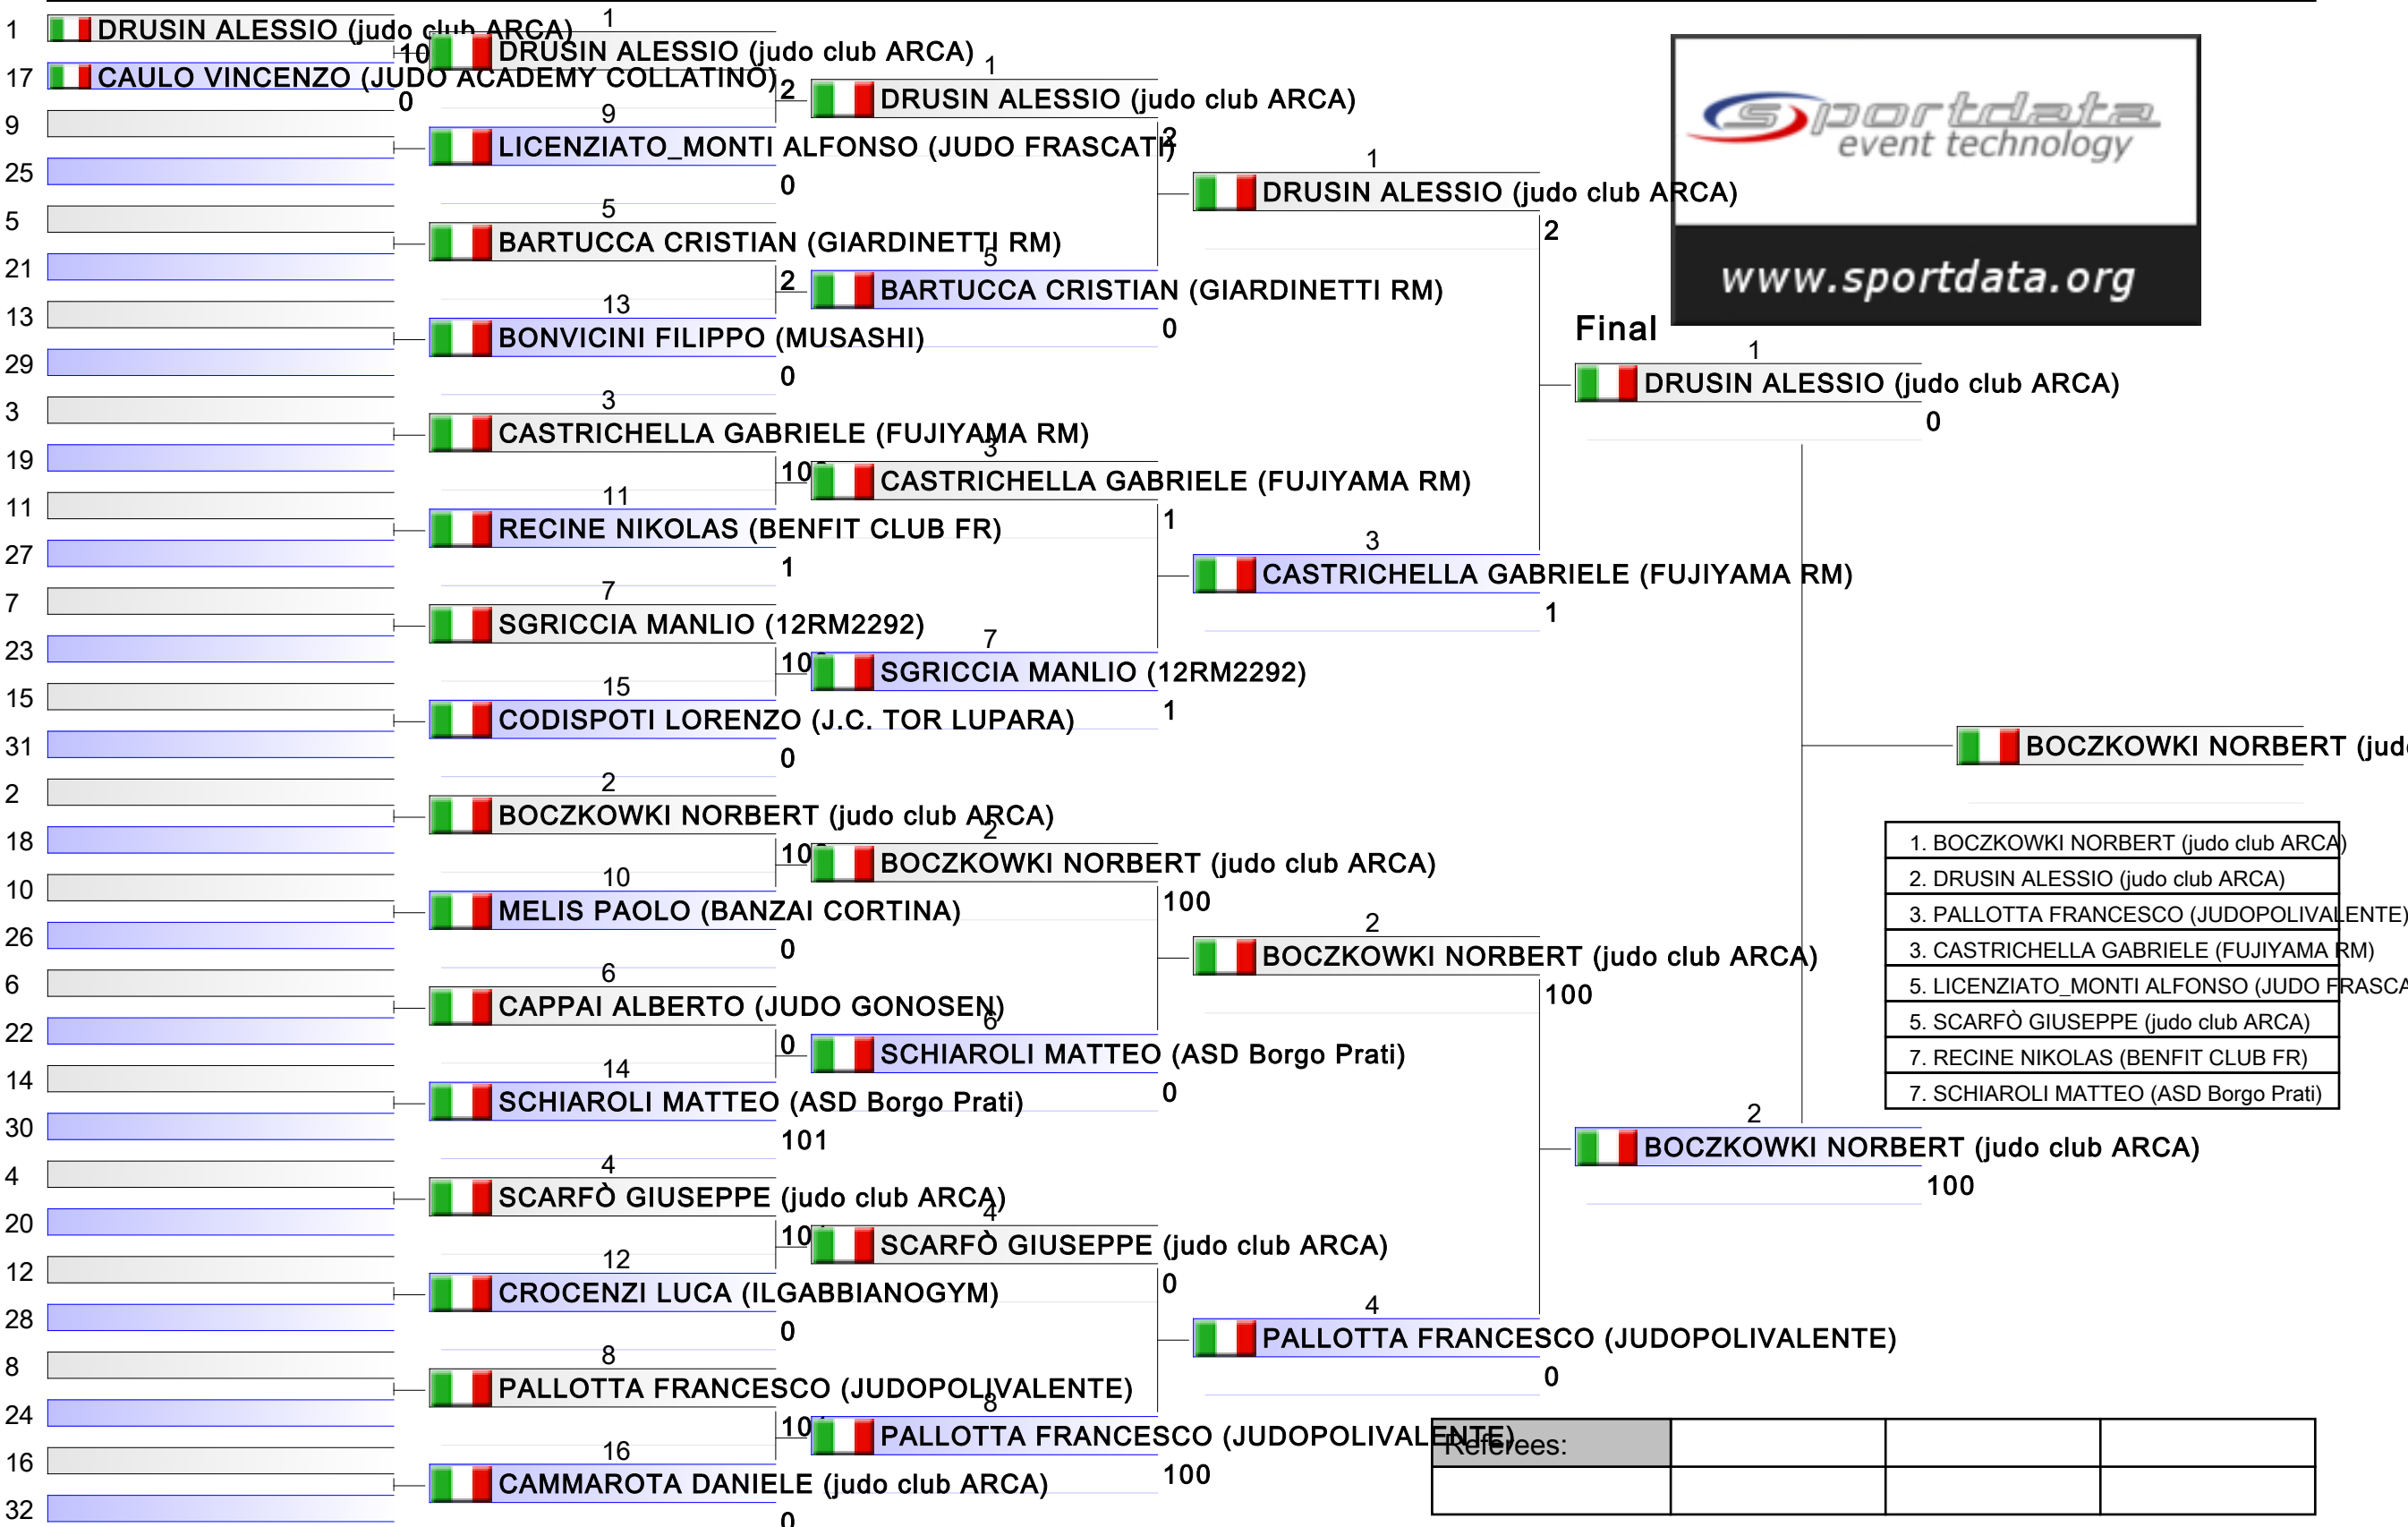 1 DRUSIN ALESSIO (judo club ARCA)
17 CAULO VINCENZO (JUDO ACADEMY COLLATINO)
0
9
25
5
21
13
29
3
19
11
27
7
23
15
31
2
18
10
26
6
22
14
30
4
20
12
28
8
24
16
32
1
DRUSIN ALESSIO (judo club ARCA)
2
9
LICENZIATO_MONTI ALFONSO (JUDO FRASCATI)
0
5
BARTUCCA CRISTIAN (GIARDINETTI RM)
2
13
BONVICINI FILIPPO (MUSASHI)
0
3
CASTRICHELLA GABRIELE (FUJIYAMA RM)
11
RECINE NIKOLAS (BENFIT CLUB FR)
1
7
SGRICCIA MANLIO (12RM2292)
15
CODISPOTI LORENZO (J.C. TOR LUPARA)
0
2
BOCZKOWKI NORBERT (judo club ARCA)
10
MELIS PAOLO (BANZAI CORTINA)
0
6
CAPPAI ALBERTO (JUDO GONOSEN)
0
14
SCHIAROLI MATTEO (ASD Borgo Prati)
101
4
SCARFÒ GIUSEPPE (judo club ARCA)
12
CROCENZI LUCA (ILGABBIANOGYM)
0
8
PALLOTTA FRANCESCO (JUDOPOLIVALENTE)
16
CAMMAROTA DANIELE (judo club ARCA)
0
1
DRUSIN ALESSIO (judo club ARCA)
2
5
BARTUCCA CRISTIAN (GIARDINETTI RM)
0
3
CASTRICHELLA GABRIELE (FUJIYAMA RM)
1
7
SGRICCIA MANLIO (12RM2292)
1
2
BOCZKOWKI NORBERT (judo club ARCA)
100
6
SCHIAROLI MATTEO (ASD Borgo Prati)
0
4
SCARFÒ GIUSEPPE (judo club ARCA)
0
8
PALLOTTA FRANCESCO (JUDOPOLIVALENTE)
100
1
DRUSIN ALESSIO (judo club ARCA)
2
3
CASTRICHELLA GABRIELE (FUJIYAMA RM)
1
2
BOCZKOWKI NORBERT (judo club ARCA)
100
4
PALLOTTA FRANCESCO (JUDOPOLIVALENTE)
0
sportdata
event technology
www.sportdata.org
Final
1
DRUSIN ALESSIO (judo club ARCA)
0
2
BOCZKOWKI NORBERT (judo club ARCA)
100
BOCZKOWKI NORBERT
1. BOCZKOWKI NORBERT (judo club ARCA)
2. DRUSIN ALESSIO (judo club ARCA)
3. PALLOTTA FRANCESCO (JUDOPOLIVALENTE)
3. CASTRICHELLA GABRIELE (FUJIYAMA RM)
5. LICENZIATO_MONTI ALFONSO (JUDO
5. SCARFÒ GIUSEPPE (judo club ARCA)
7. RECINE NIKOLAS (BENFIT CLUB FR)
7. SCHIAROLI MATTEO (ASD Borgo Prati)
Referees: